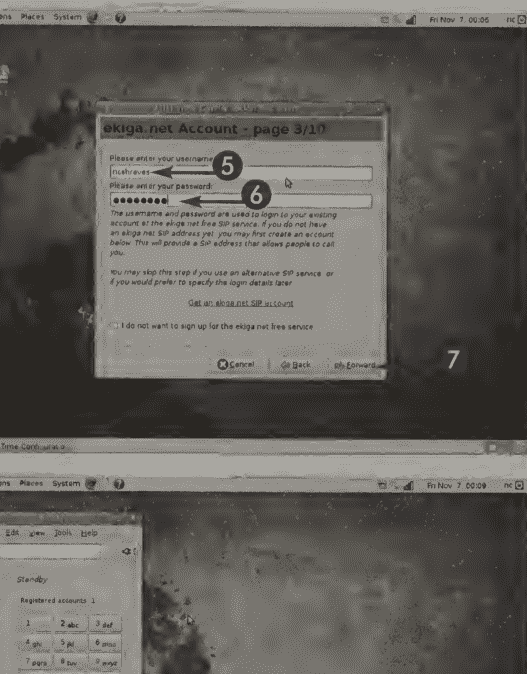 Places System
Fri Nov 7, 00:06
ekiga.net Account - page 3/10
Please enter your username:
5
Please enter your password:
6
The username and password are used to login to your existing
account at the ekiga.net free SIP service. If you do not have
an ekiga.net SIP address yet, you may first create an account
below. This will provide a SIP address that allows people to call
you.
You may skip this step if you use an alternative SIP service, or
if you would prefer to specify the login details later.
Get an ekiga.net SIP account
I do not want to sign up for the ekiga.net free service
Cancel Go Back Forward
7
Places System
Fri Nov 7, 00:09
Edit View Tools Help
Standby
Registered accounts: 1
1 2 abc 3 def
4 ghi 5 jkl 6 mno
7 pqrs 8 tuv 9 wxyz